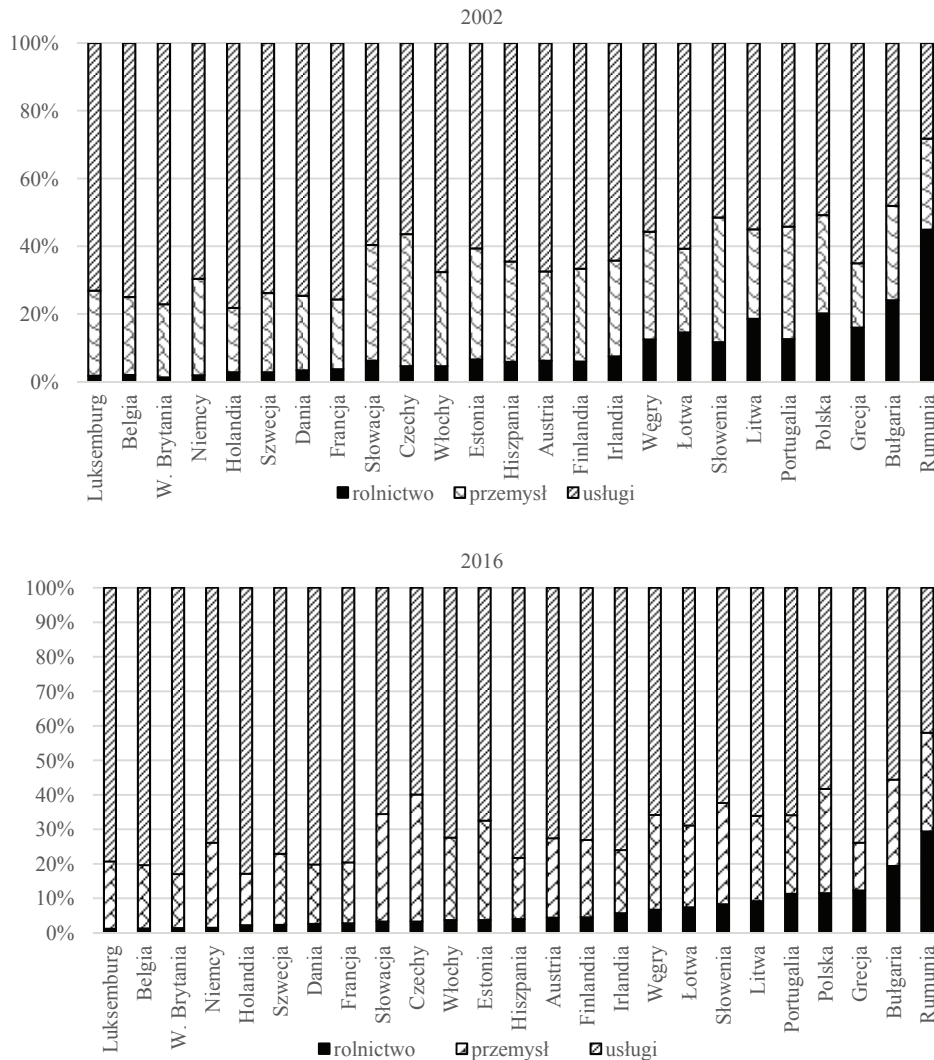 2002
100%
80%
60%
40%
20%
0%
Luksemburg
Belgia
W. Brytania
Niemcy
Holandia
Szwecja
Dania
Francja
Słowacja
Czechy
Włochy
Estonia
Hiszpania
Austria
Finlandia
Irlandia
Węgry
Łotwa
Słowenia
Litwa
Portugalia
Polska
Grecja
Bułgaria
Rumunia
rolnictwo przemysł usługi
2016
100%
90%
80%
70%
60%
50%
40%
30%
20%
10%
0%
Luksemburg
Belgia
W. Brytania
Niemcy
Holandia
Szwecja
Dania
Francja
Słowacja
Czechy
Włochy
Estonia
Hiszpania
Austria
Finlandia
Irlandia
Węgry
Łotwa
Słowenia
Litwa
Portugalia
Polska
Grecja
Bułgaria
Rumunia
rolnictwo przemysł usługi